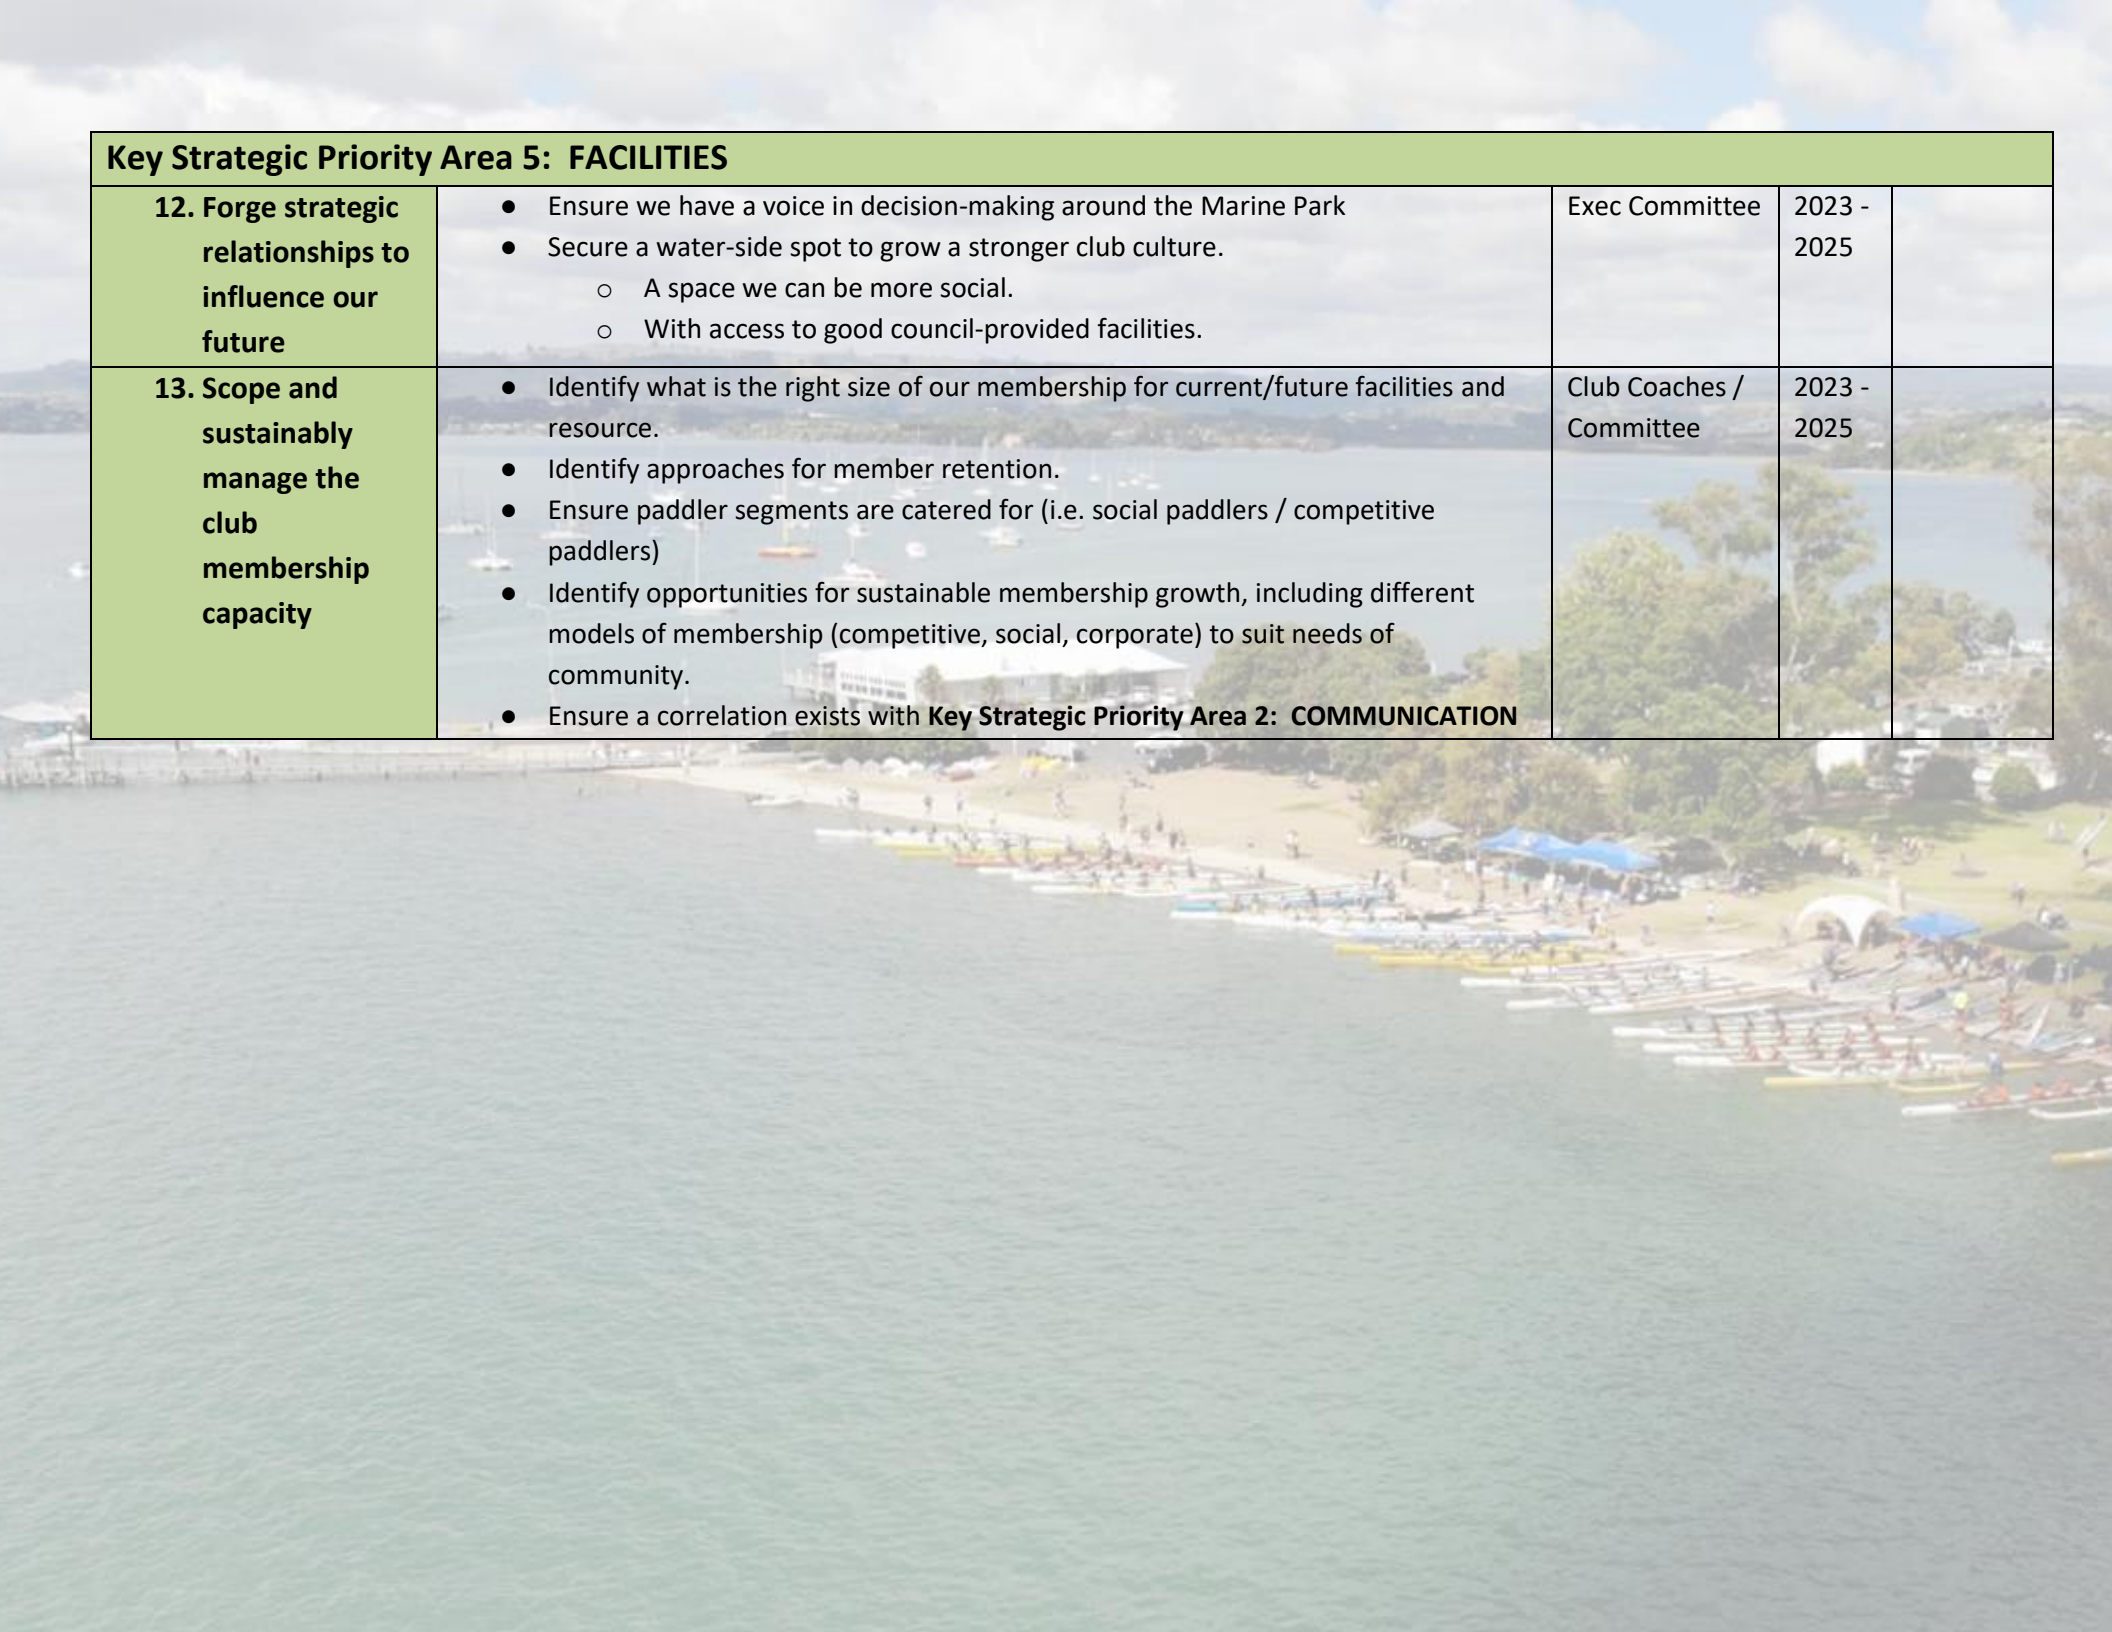 Key Strategic Priority Area 5:  FACILITIES
12. Forge strategic
relationships to
influence our
future
● Ensure we have a voice in decision-making around the Marine Park
● Secure a water-side spot to grow a stronger club culture.
o A space we can be more social.
o With access to good council-provided facilities.
Exec Committee
2023 -
2025
13. Scope and
sustainably
manage the
club
membership
capacity
● Identify what is the right size of our membership for current/future facilities and
resource.
● Identify approaches for member retention.
● Ensure paddler segments are catered for (i.e. social paddlers / competitive
paddlers)
● Identify opportunities for sustainable membership growth, including different
models of membership (competitive, social, corporate) to suit needs of
community.
● Ensure a correlation exists with Key Strategic Priority Area 2:  COMMUNICATION
Club Coaches /
Committee
2023 -
2025